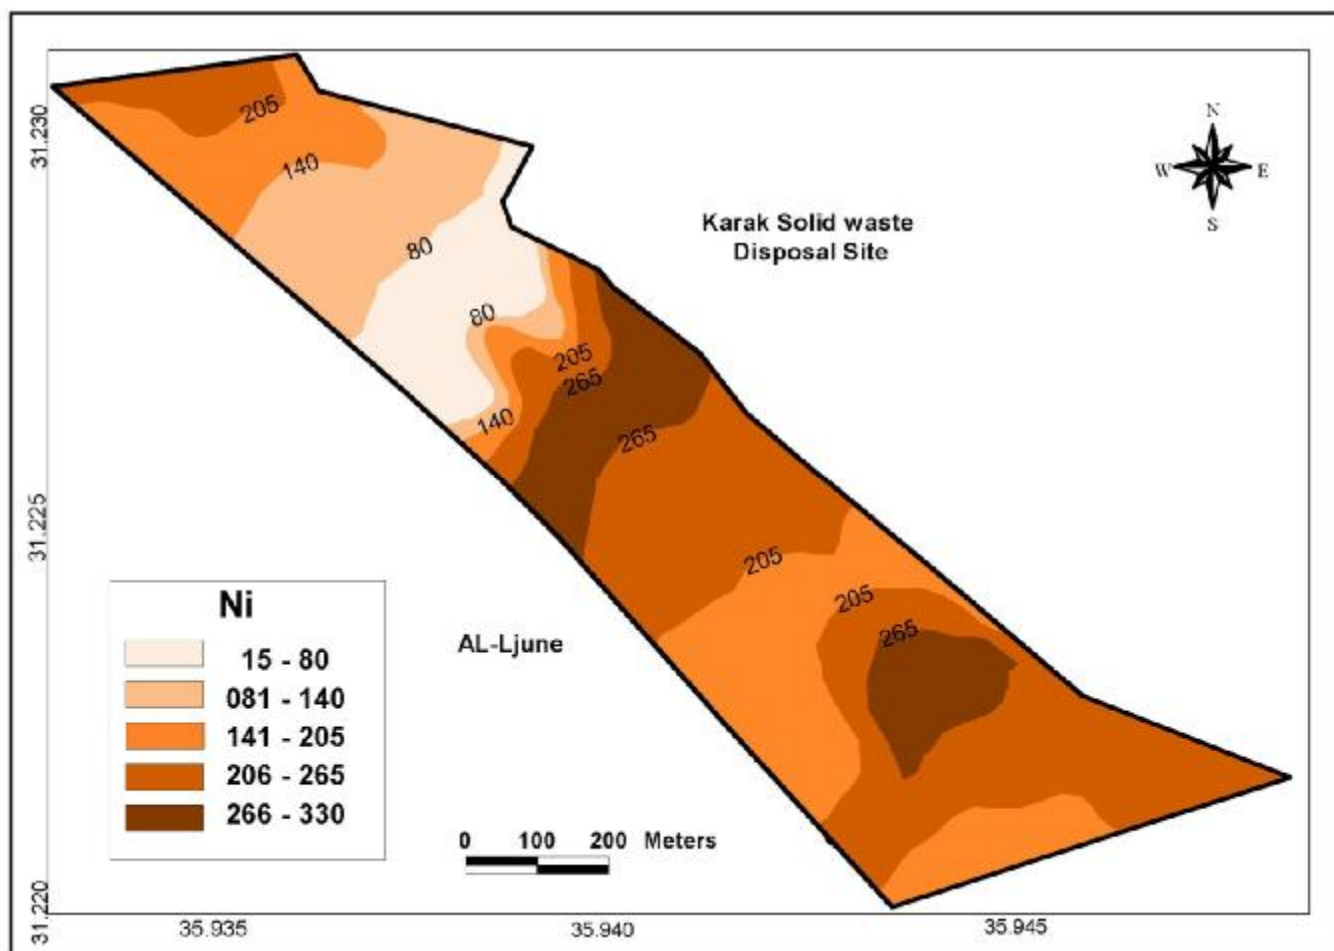 205
31.230
N
W E
S
140
Karak Solid waste
Disposal Site
80
80
205
265
140
265
31.225
205
205
Ni
265
AL-Ljune
15 - 80
081 - 140
141 - 205
206 - 265
266 - 330
0 100 200 Meters
31.220
35.935 35.940 35.945